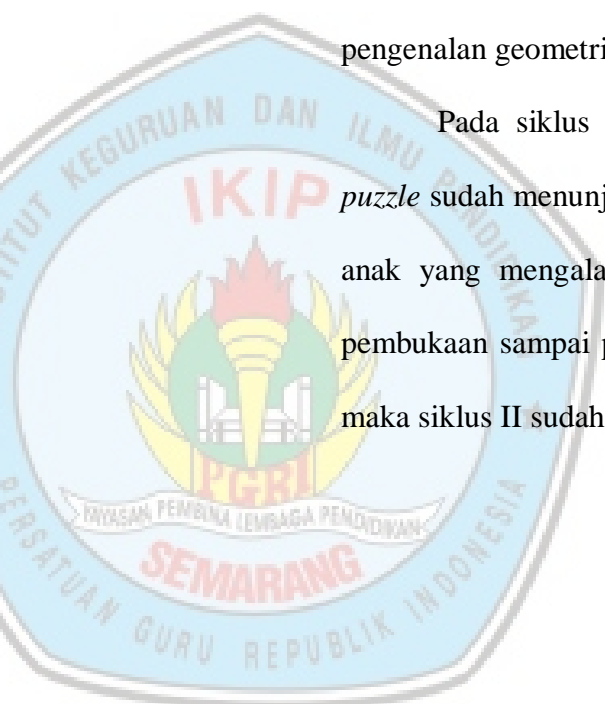 pengenalan geometri
Pada siklus
puzzle sudah menunj
anak yang mengala
pembukaan sampai p
maka siklus II sudah
INSTITUT KEGURUAN DAN ILMU PENDIDIKAN
IKIP
PGRI
YAYASAN PEMBINA LEMBAGA PENDIDIKAN
SEMARANG
PERSATUAN GURU REPUBLIK INDONESIA